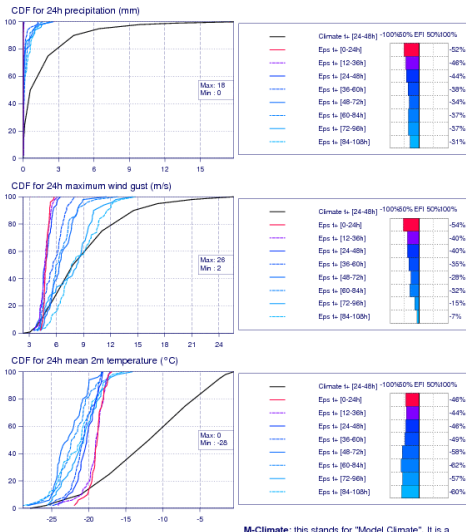 CDF for 24h precipitation (mm)
100
80
60
40
20
0
0 3 6 9 12 15
Max: 18
Min : 0
Climate t+ [24-48h] -100%50% EFI 50%100%
Eps t+ [0-24h] -52%
Eps t+ [12-36h] -46%
Eps t+ [24-48h] -44%
Eps t+ [36-60h] -38%
Eps t+ [48-72h] -34%
Eps t+ [60-84h] -37%
Eps t+ [72-96h] -37%
Eps t+ [84-108h] -31%
CDF for 24h maximum wind gust (m/s)
100
80
60
40
20
0
3 6 9 12 15 18 21 24
Max: 26
Min : 2
Climate t+ [24-48h] -100%50% EFI 50%100%
Eps t+ [0-24h] -54%
Eps t+ [12-36h] -40%
Eps t+ [24-48h] -40%
Eps t+ [36-60h] -35%
Eps t+ [48-72h] -28%
Eps t+ [60-84h] -32%
Eps t+ [72-96h] -15%
Eps t+ [84-108h] -7%
CDF for 24h mean 2m temperature (°C)
100
80
60
40
20
0
-25 -20 -15 -10 -5
Max: 0
Min : -28
Climate t+ [24-48h] -100%50% EFI 50%100%
Eps t+ [0-24h] -46%
Eps t+ [12-36h] -44%
Eps t+ [24-48h] -46%
Eps t+ [36-60h] -49%
Eps t+ [48-72h] -58%
Eps t+ [60-84h] -62%
Eps t+ [72-96h] -57%
Eps t+ [84-108h] -60%
M-Climate: this stands for "Model Climate". It is a